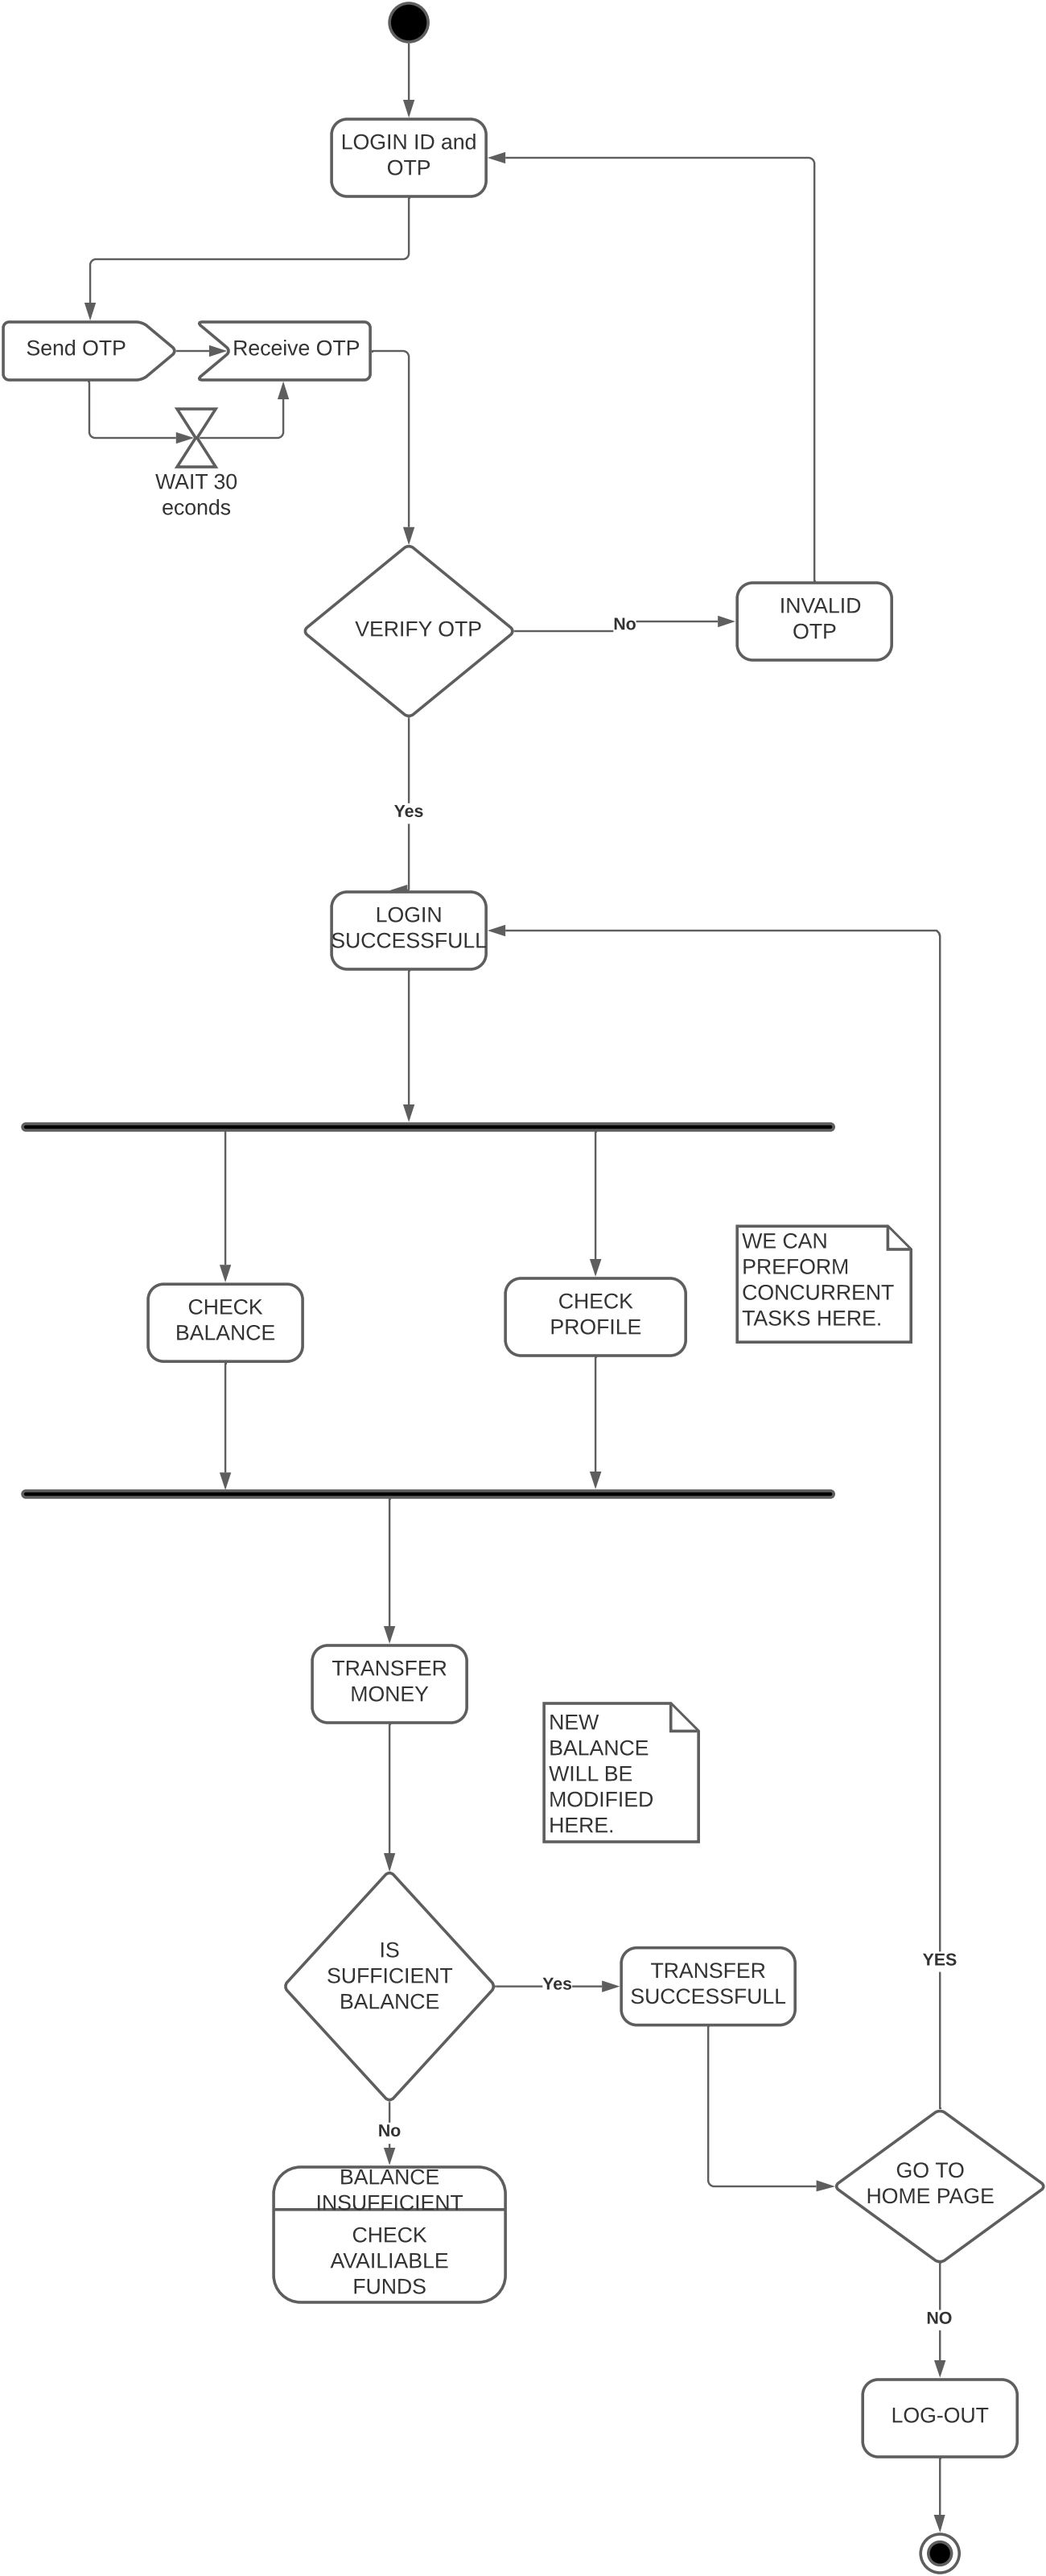 LOGIN ID and
OTP
Send OTP
Receive OTP
WAIT 30
econds
VERIFY OTP
No
INVALID
OTP
Yes
LOGIN
SUCCESSFULL
CHECK
BALANCE
CHECK
PROFILE
WE CAN
PREFORM
CONCURRENT
TASKS HERE.
TRANSFER
MONEY
NEW
BALANCE
WILL BE
MODIFIED
HERE.
IS
SUFFICIENT
BALANCE
Yes
TRANSFER
SUCCESSFULL
YES
No
BALANCE
INSUFFICIENT
CHECK
AVAILIABLE
FUNDS
GO TO
HOME PAGE
NO
LOG-OUT